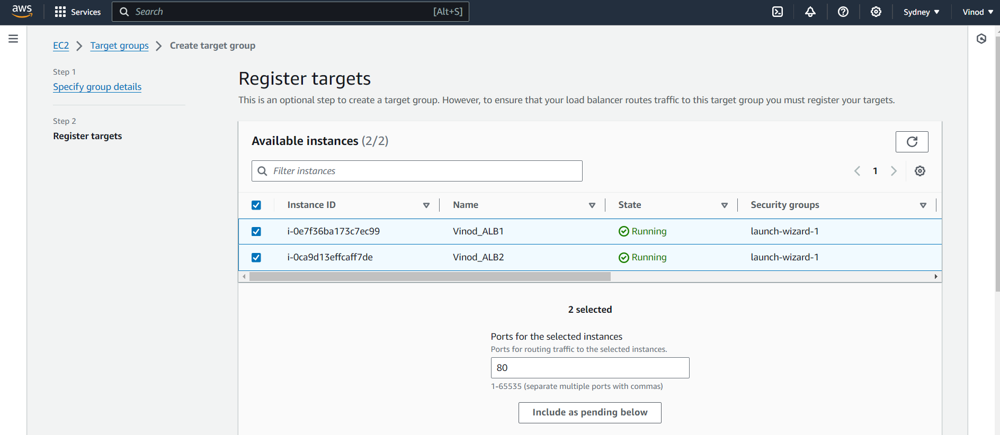 aws Services Search [Alt+S] Sydney Vinod
EC2 Target groups Create target group
Step 1
Specify group details
Step 2
Register targets
Register targets
This is an optional step to create a target group. However, to ensure that your load balancer routes traffic to this target group you must register your targets.
Available instances (2/2)
Filter instances
1
Instance ID Name State Security groups
i-0e7f36ba173c7ec99 Vinod_ALB1 Running launch-wizard-1
i-0ca9d13effcaff7de Vinod_ALB2 Running launch-wizard-1
2 selected
Ports for the selected instances
Ports for routing traffic to the selected instances.
80
1-65535 (separate multiple ports with commas)
Include as pending below